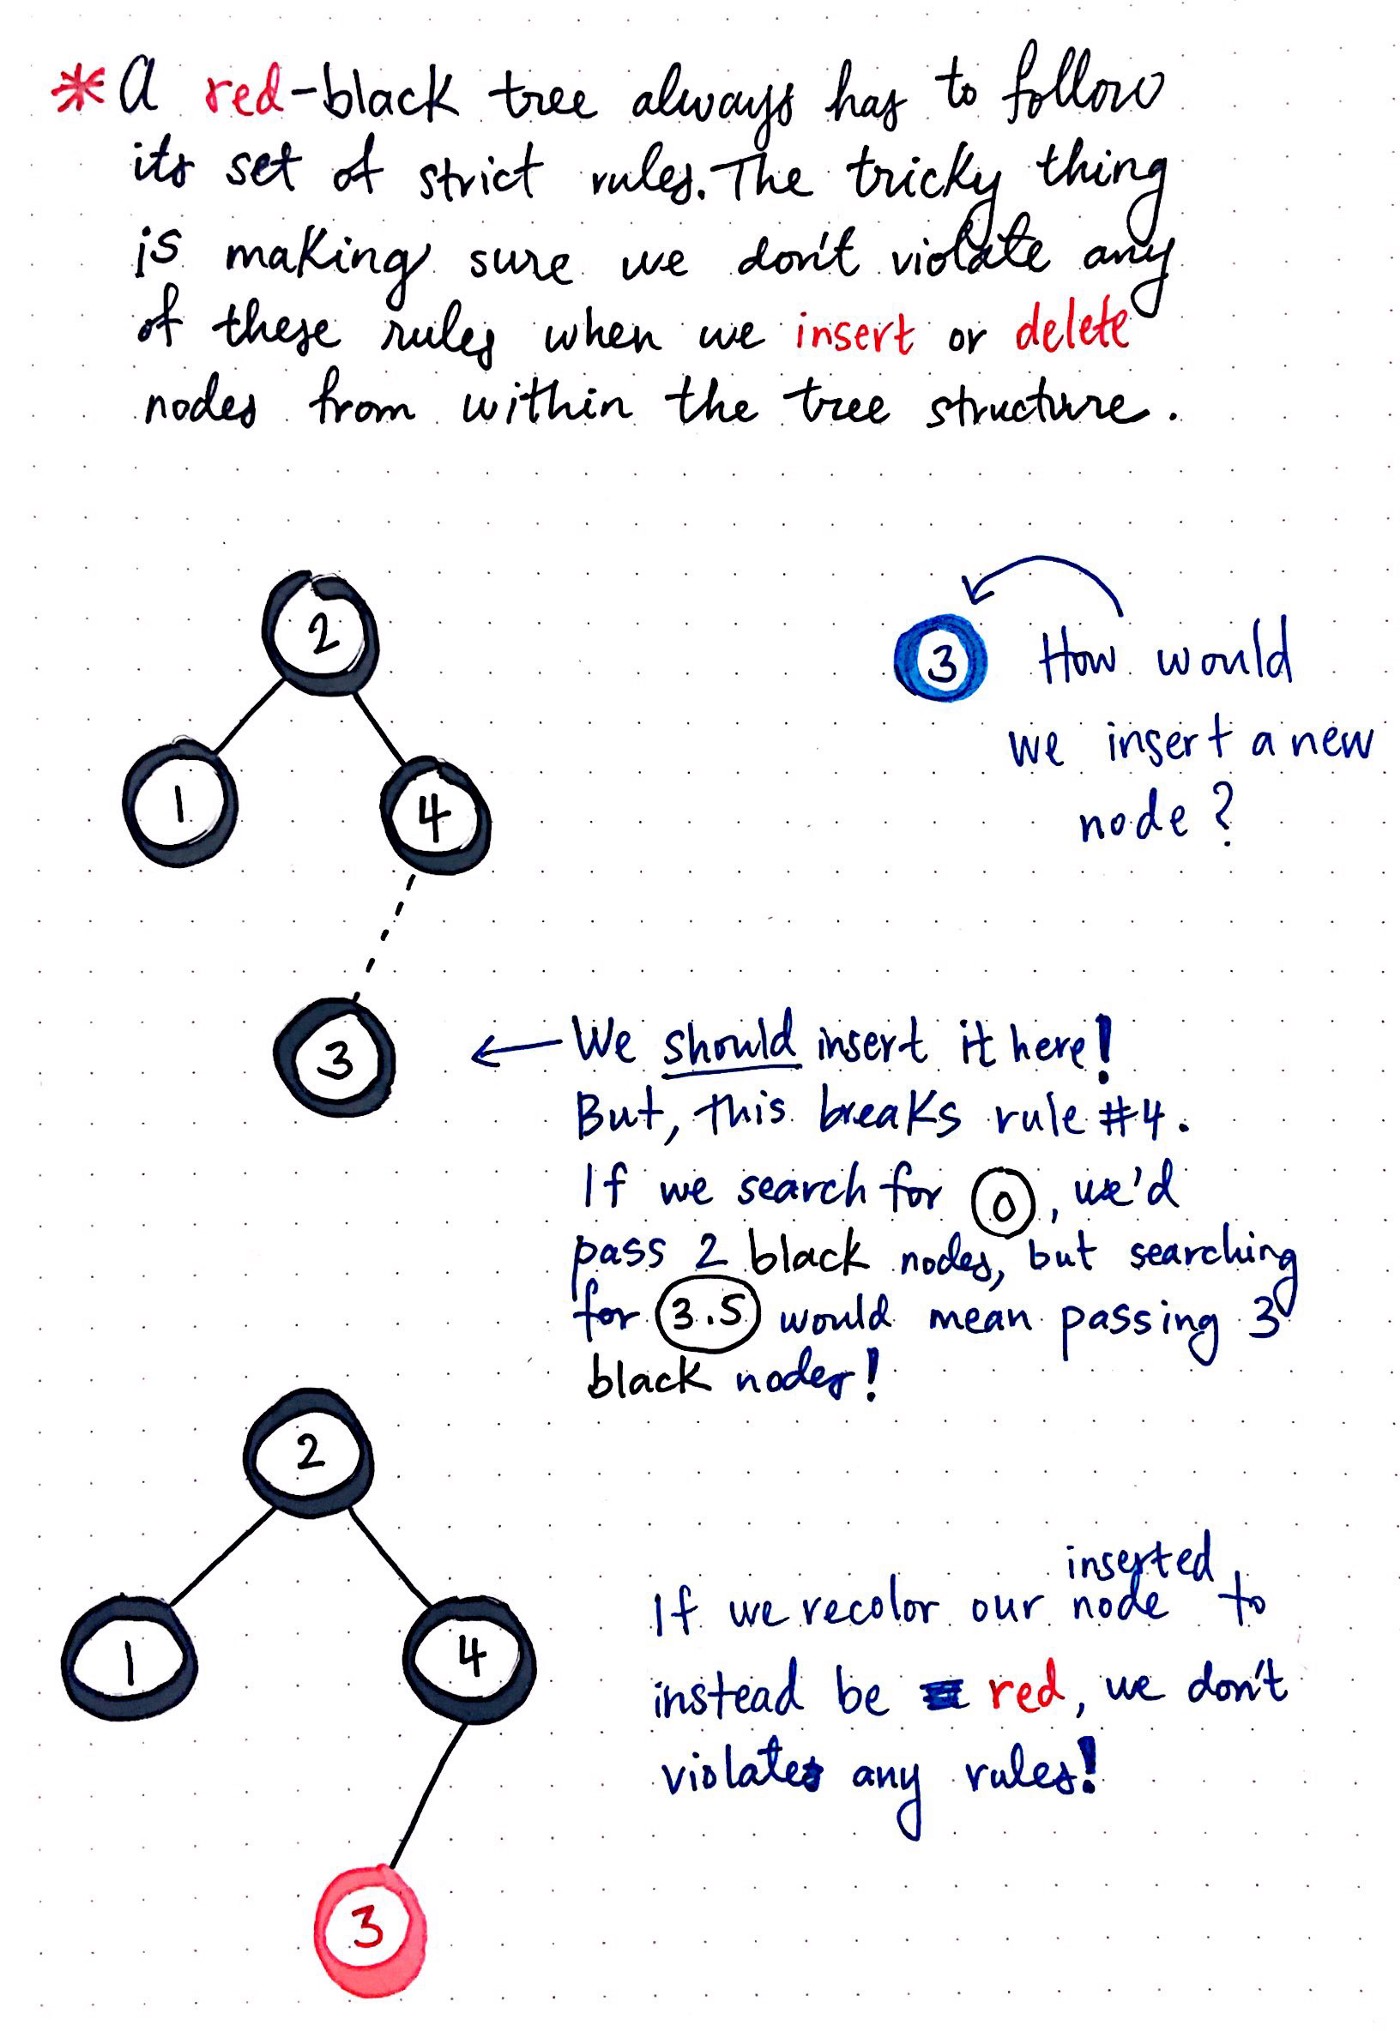 * A red-black tree always has to follow
its set of strict rules. The tricky thing
is making sure we don't violate any
of these rules when we insert or delete
nodes from within the tree structure.
2
1
4
3
3 How would
we insert a new
node?
We should insert it here!
But, this breaks rule #4.
If we search for 0, we'd
pass 2 black nodes, but searching
for 3.5 would mean passing 3
black nodes!
2
1
4
3
inserted
If we recolor our node to
instead be red, we don't
violate any rules!